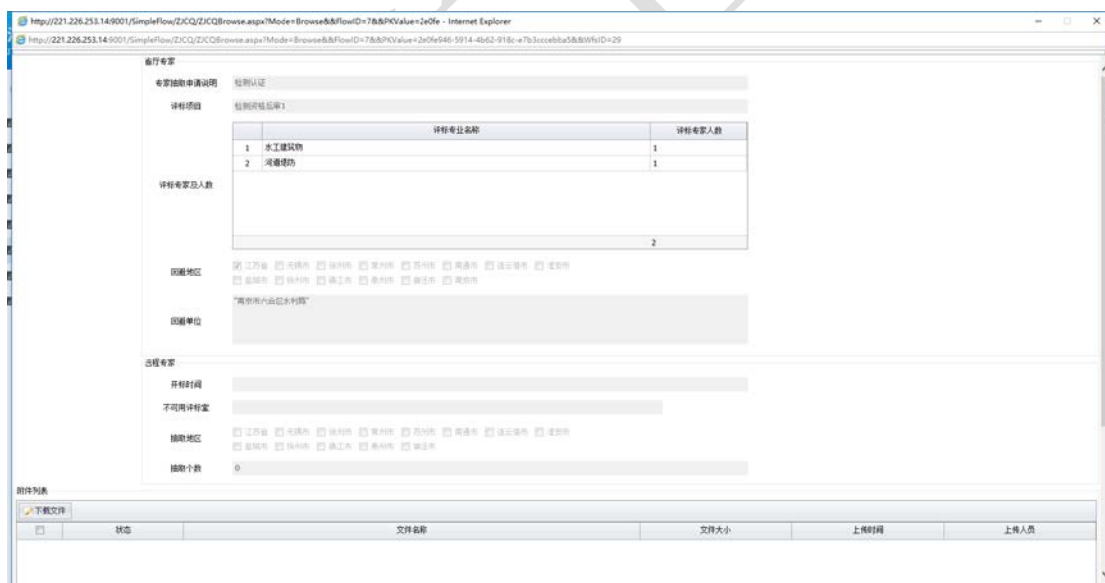 http://221.226.253.14:9001/SimpleFlow/ZJCQ/ZJCQBrowse.aspx?Mode=Browse&&FlowID=7&&PKValue=2e0fe - Internet Explorer
http://221.226.253.14:9001/SimpleFlow/ZJCQ/ZJCQBrowse.aspx?Mode=Browse&&FlowID=7&&PKValue=2e0fe946-5914-4b62-918c-e7b3cccebba5&&WfsID=29
省厅专家
专家抽取申请说明 检测认证
评标项目 检测资格后审1
评标专业名称 评标专家人数
1 水工建筑物 1
2 河道堤防 1
评标专家及人数
2
回避地区
江苏省 无锡市 徐州市 常州市 苏州市 南通市 连云港市 淮安市
盐城市 扬州市 镇江市 泰州市 宿迁市 南京市
"南京市六合区水利局"
回避单位
远程专家
开标时间
不可用评标室
抽取地区
江苏省 无锡市 徐州市 常州市 苏州市 南通市 连云港市 淮安市
盐城市 扬州市 镇江市 泰州市 宿迁市
抽取个数 0
附件列表
下载文件
状态 文件名称 文件大小 上传时间 上传人员